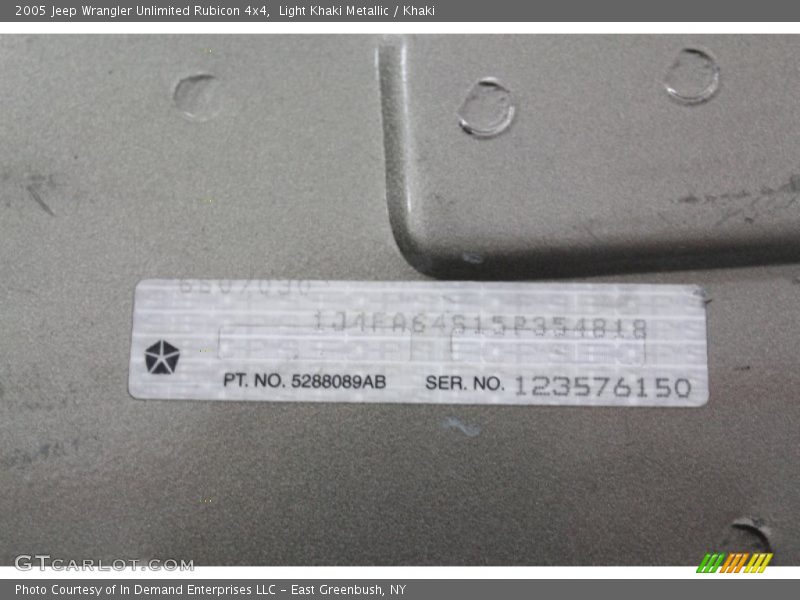 2005 Jeep Wrangler Unlimited Rubicon 4x4,  Light Khaki Metallic / Khaki
1J4FA64S15P354818
PT. NO. 5288089AB SER. NO. 123576150
GTCARLOT.COM
Photo Courtesy of In Demand Enterprises LLC – East Greenbush, NY